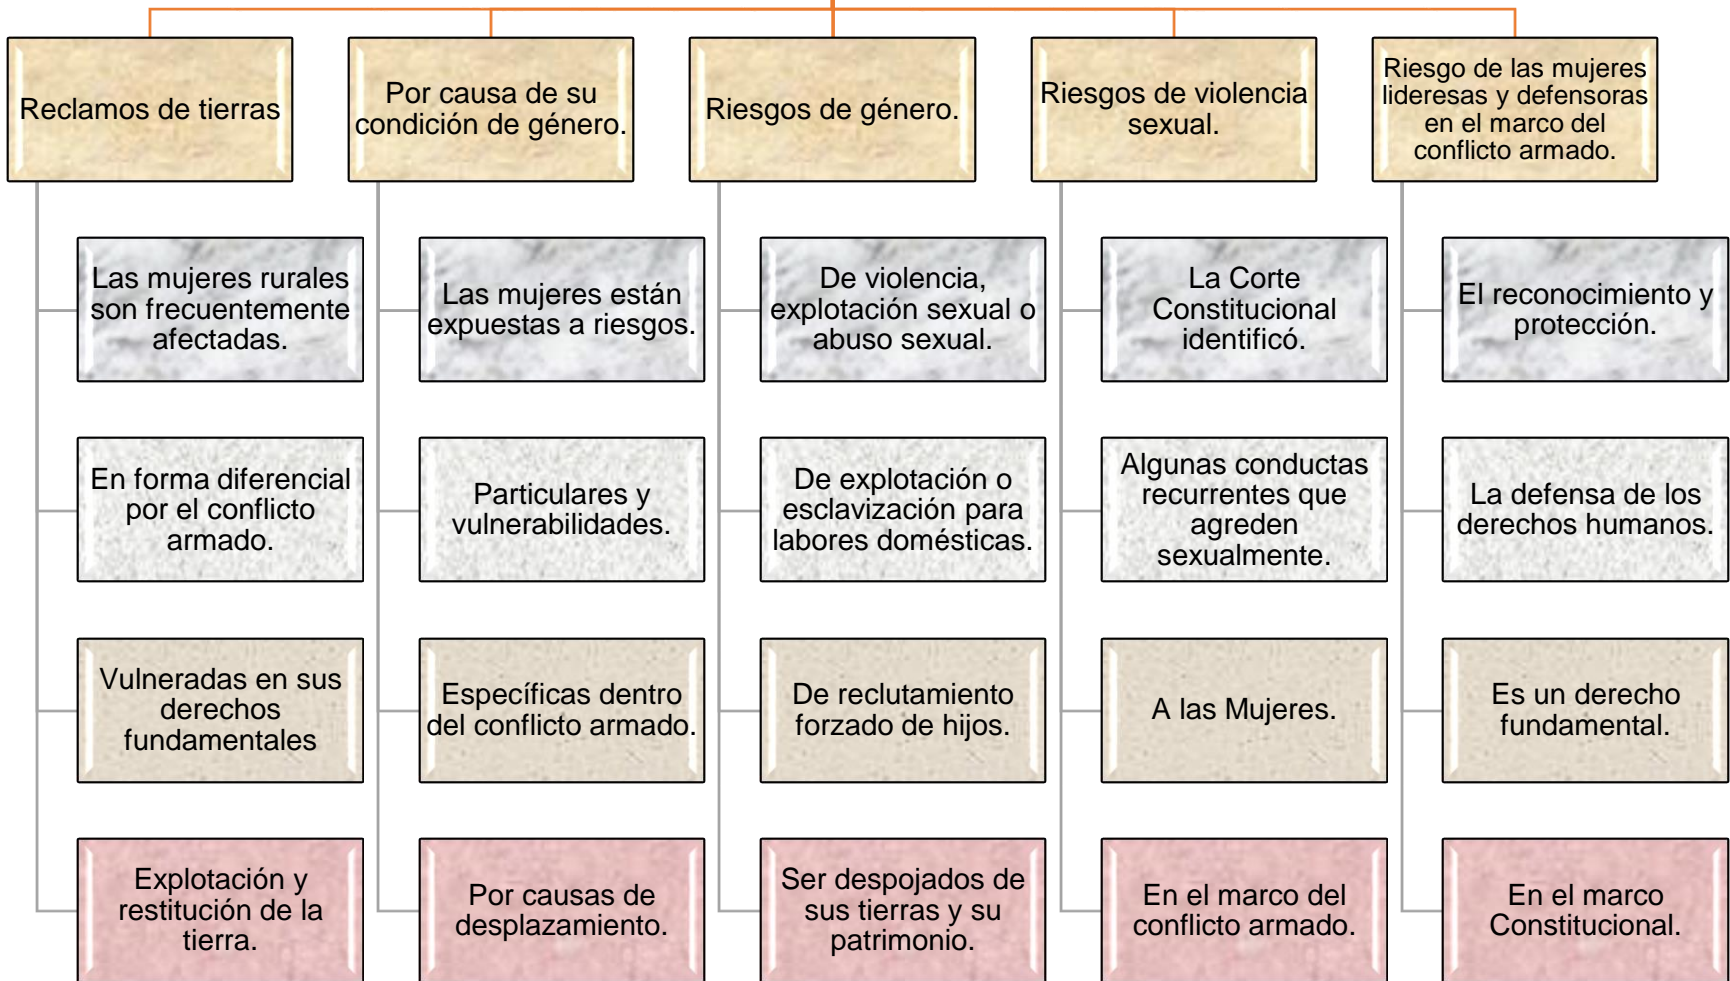 Reclamos de tierras
Por causa de su
condición de género.
Riesgos de género.
Riesgos de violencia
sexual.
Riesgo de las mujeres
lideresas y defensoras
en el marco del
conflicto armado.
Las mujeres rurales
son frecuentemente
afectadas.
Las mujeres están
expuestas a riesgos.
De violencia,
explotación sexual o
abuso sexual.
La Corte
Constitucional
identificó.
El reconocimiento y
protección.
En forma diferencial
por el conflicto
armado.
Particulares y
vulnerabilidades.
De explotación o
esclavización para
labores domésticas.
Algunas conductas
recurrentes que
agreden
sexualmente.
La defensa de los
derechos humanos.
Vulneradas en sus
derechos
fundamentales
Específicas dentro
del conflicto armado.
De reclutamiento
forzado de hijos.
A las Mujeres.
Es un derecho
fundamental.
Explotación y
restitución de la
tierra.
Por causas de
desplazamiento.
Ser despojados de
sus tierras y su
patrimonio.
En el marco del
conflicto armado.
En el marco
Constitucional.